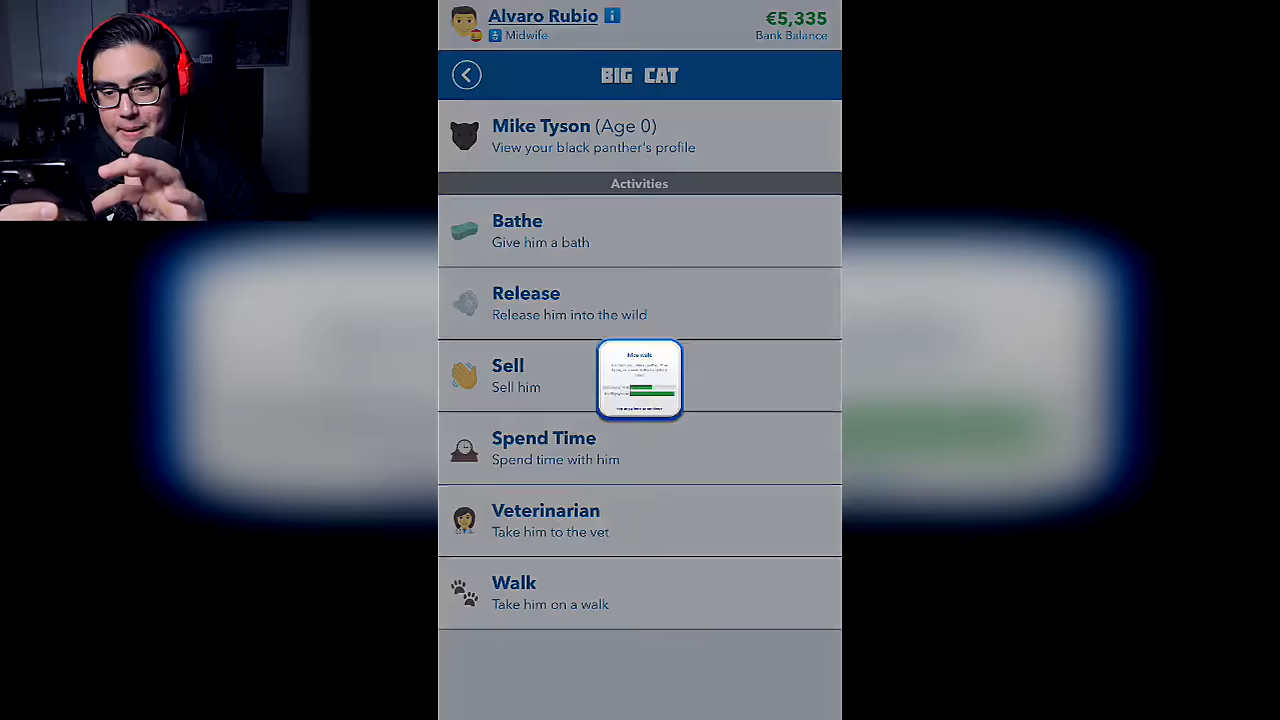 Alvaro Rubio
€5,335
Midwife
Bank Balance
BIG CAT
Mike Tyson (Age 0)
View your black panther's profile
Activities
Bathe
Give him a bath
Release
Release him into the wild
Sell
Sell him
Nice walk
Spend Time
Spend time with him
Veterinarian
Take him to the vet
Walk
Take him on a walk